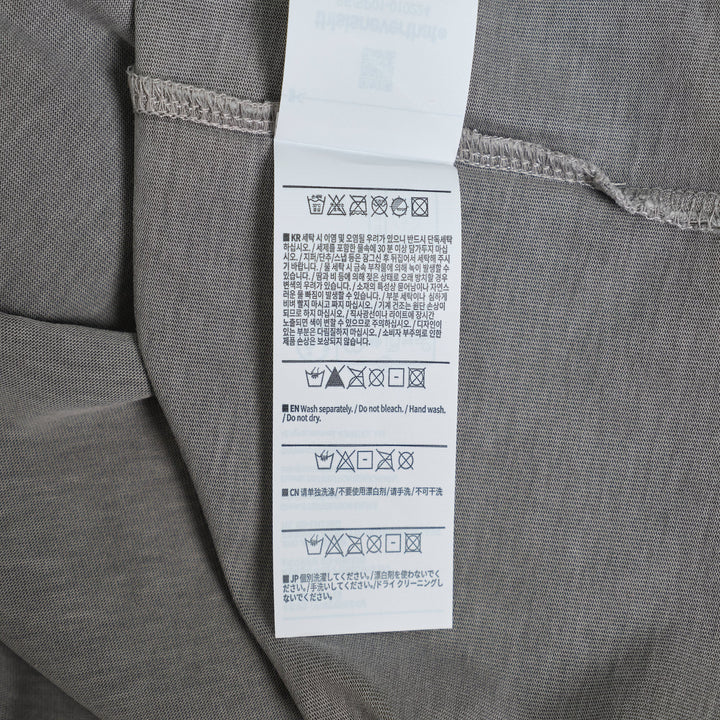 ■ KR 세탁 시 이염 및 오염될 우려가 있으니 반드시 단독세탁
하십시오. / 세제를 포함한 물속에 30 분 이상 담가두지 마십
시오. / 지퍼/단추/스냅 등은 잠그신 후 뒤집어서 세탁해 주시
기 바랍니다. / 물 세탁 시 금속 부착물에 의해 녹이 발생할 수
있습니다. / 땀과 비 등에 의해 젖은 상태로 오래 방치할 경우
변색의 우려가 있습니다. / 소재의 특성상 묻어남이나 자연스
러운 물 빠짐이 발생할 수 있습니다. / 부분 세탁이나 심하게
비벼 빨지 마시고 짜지 마십시오. / 기계 건조는 원단 손상이
되므로 하지 마십시오. / 직사광선이나 라이트에 장시간
노출되면 색이 변할 수 있으므로 주의하십시오. / 디자인이
있는 부분은 다림질하지 마십시오. / 소비자 부주의로 인한
제품 손상은 보상되지 않습니다.
■ EN Wash separately. / Do not bleach. / Hand wash.
/ Do not dry.
■ CN 请单独洗涤/不要使用漂白剂/请手洗/不可干洗
■ JP 個別洗濯してください。/漂白剤を使わないでく
ださい。/手洗いしてください。/ドライ クリーニングし
ないでください。